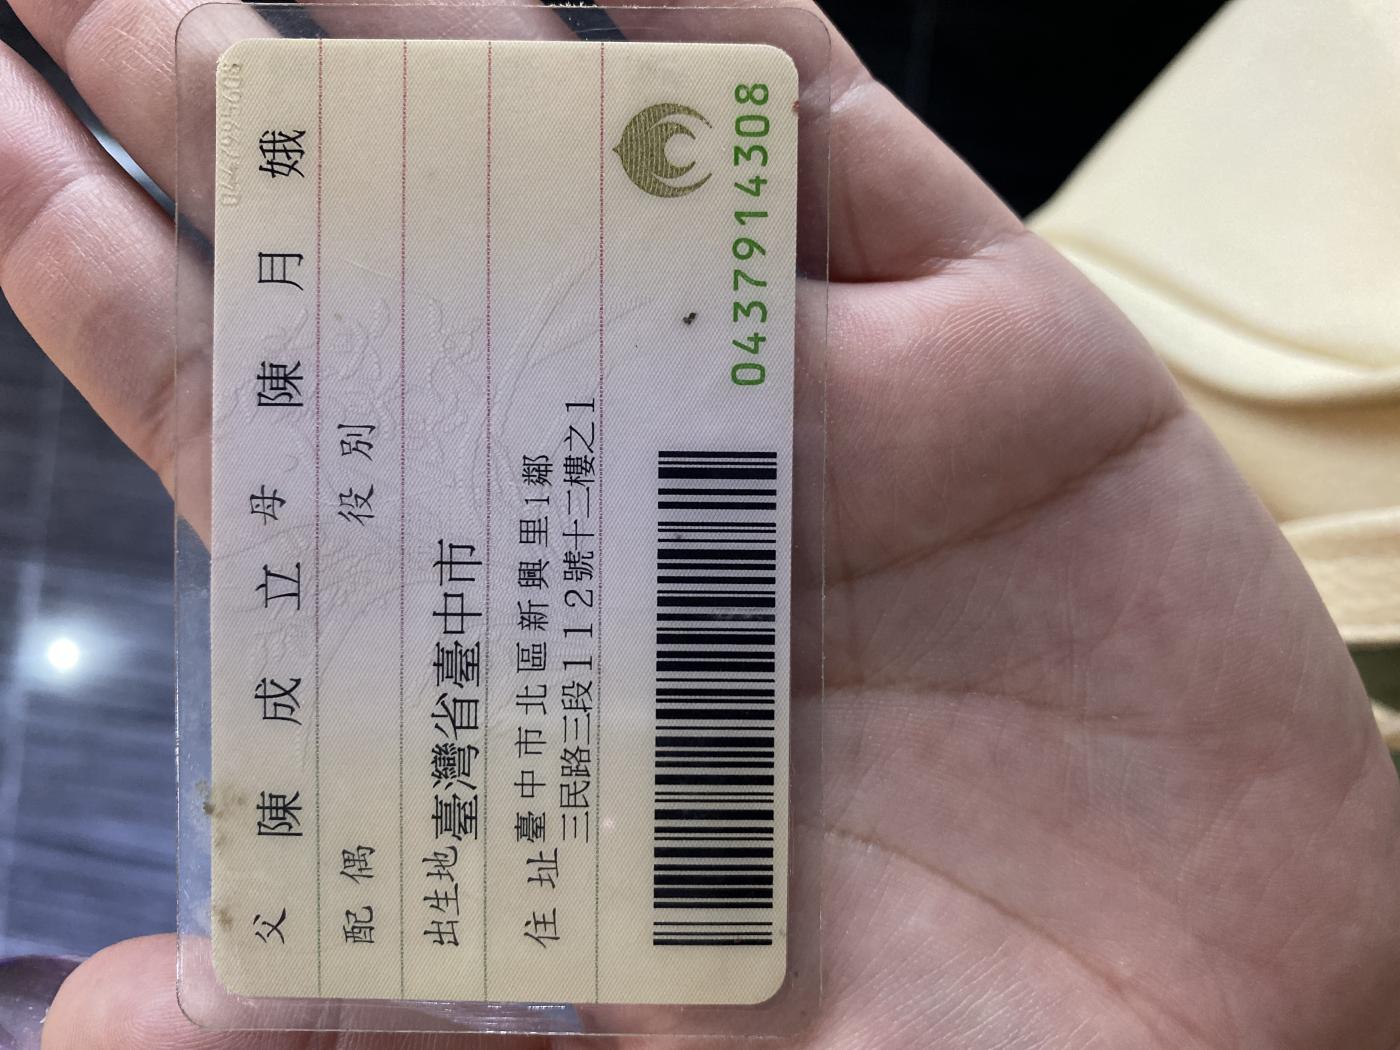 父 陳成立 母 陳月娥
配偶 役別
出生地 臺灣省臺中市
住址 臺中市北區新興里1鄰
三民路三段112號十二樓之1
0437914308